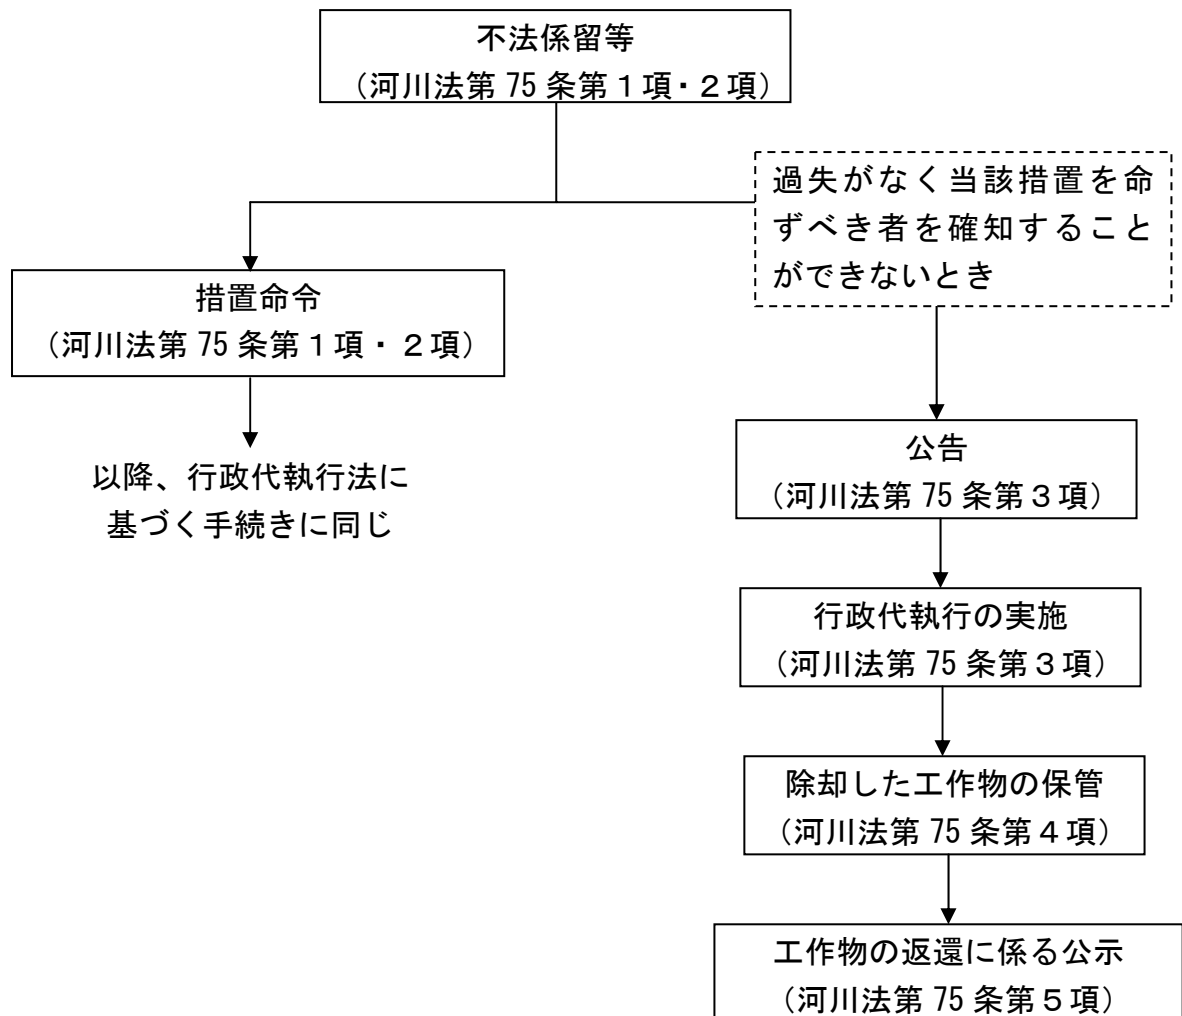 不法係留等
（河川法第 75 条第１項・２項）
過失がなく当該措置を命
ずべき者を確知すること
ができないとき
措置命令
（河川法第 75 条第１項・２項）
以降、行政代執行法に
基づく手続きに同じ
公告
（河川法第 75 条第３項）
行政代執行の実施
（河川法第 75 条第３項）
除却した工作物の保管
（河川法第 75 条第４項）
工作物の返還に係る公示
（河川法第 75 条第５項）